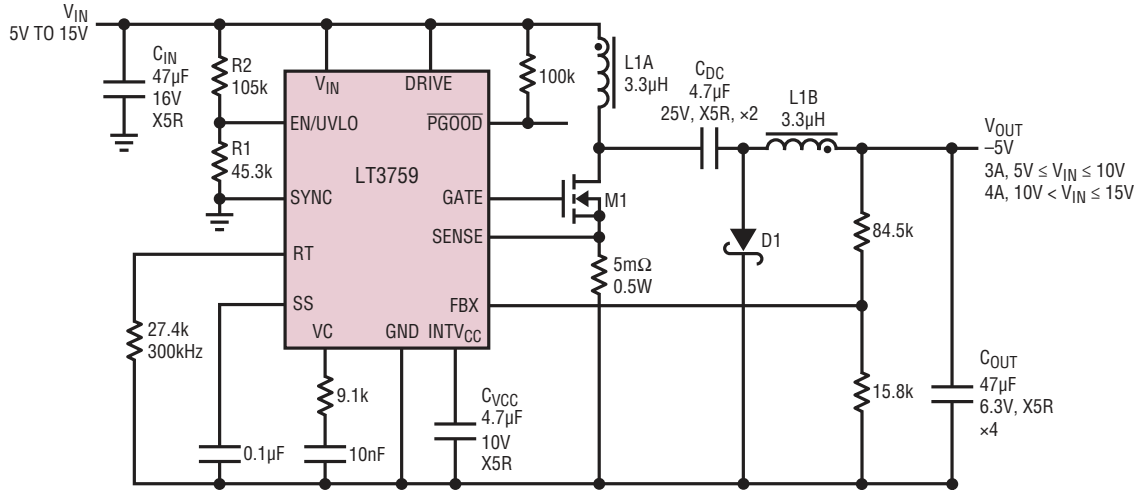 VIN
5V TO 15V
CIN
47µF
16V
X5R
R2
105k
R1
45.3k
VIN
DRIVE
EN/UVLO
PGOOD
LT3759
SYNC
GATE
SENSE
RT
SS
FBX
VC
GND
INTVCC
100k
L1A
3.3µH
CDC
4.7µF
25V, X5R, ×2
L1B
3.3µH
VOUT
–5V
3A, 5V ≤ VIN ≤ 10V
4A, 10V < VIN ≤ 15V
M1
D1
84.5k
5mΩ
0.5W
27.4k
300kHz
9.1k
CVCC
4.7µF
10V
X5R
0.1µF
10nF
15.8k
COUT
47µF
6.3V, X5R
×4